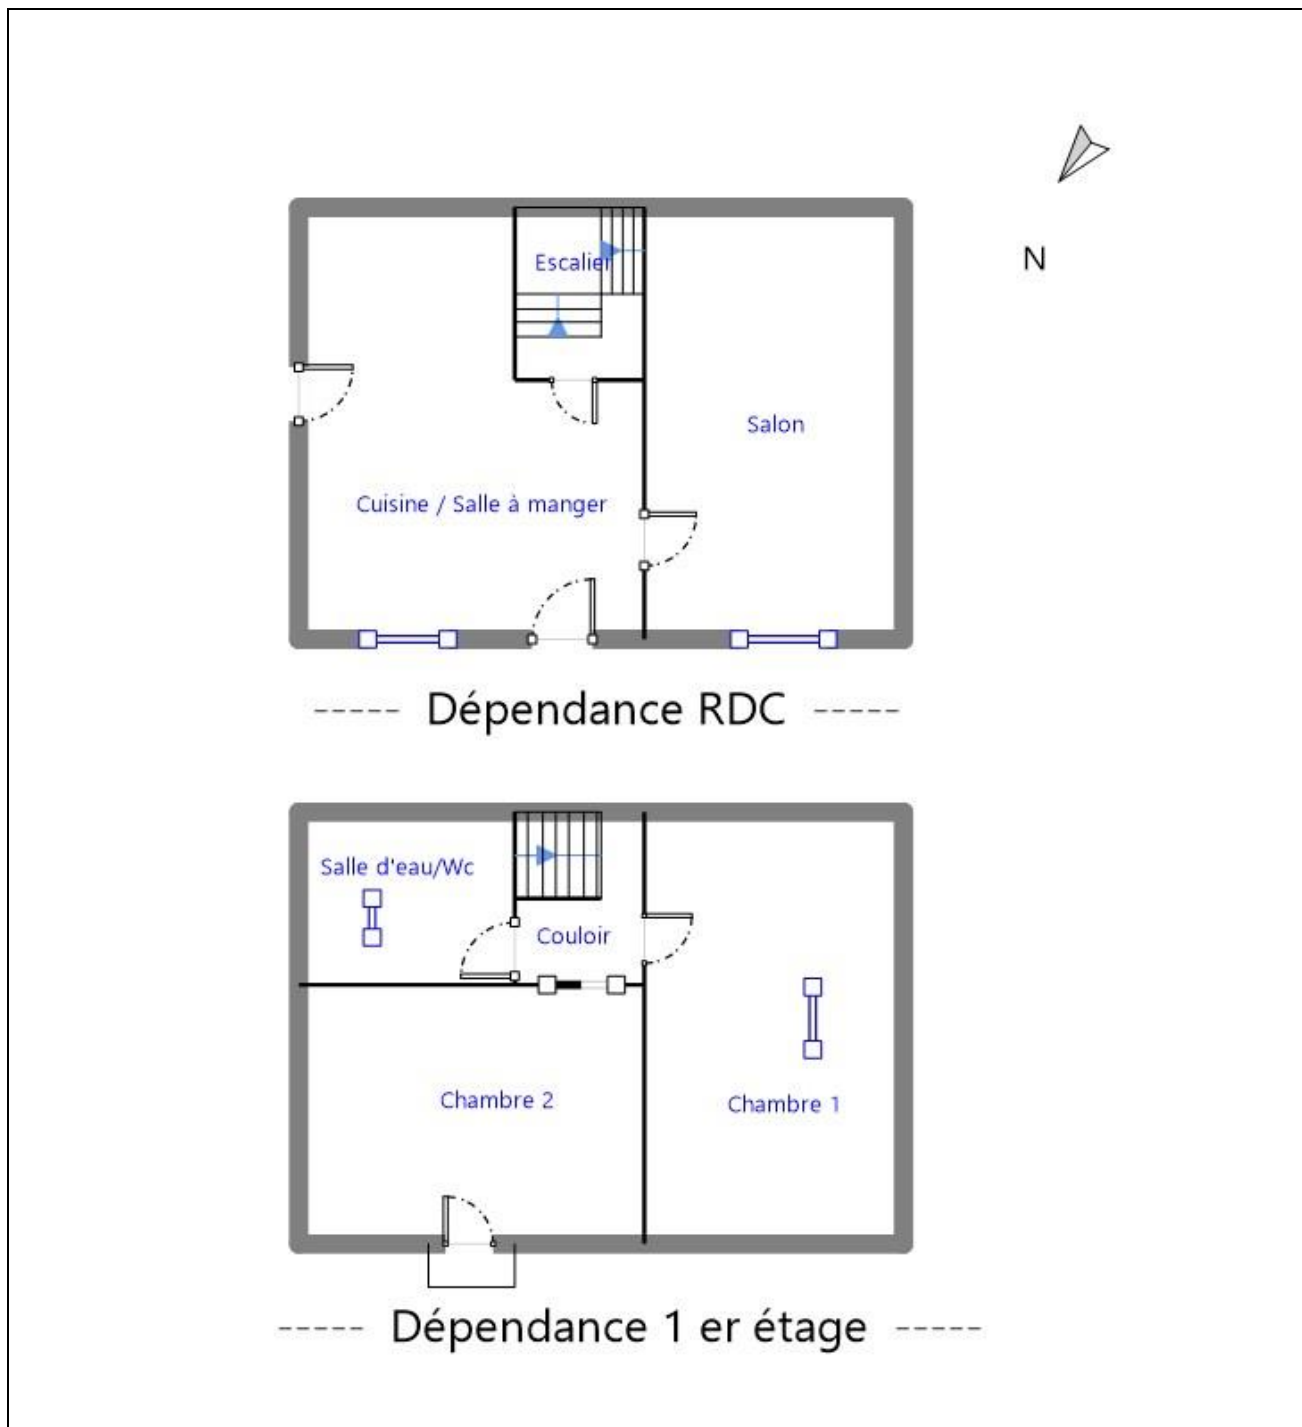 N
Escalier
Salon
Cuisine / Salle à manger
----- Dépendance RDC -----
Salle d'eau/Wc
Couloir
Chambre 2
Chambre 1
----- Dépendance 1 er étage -----